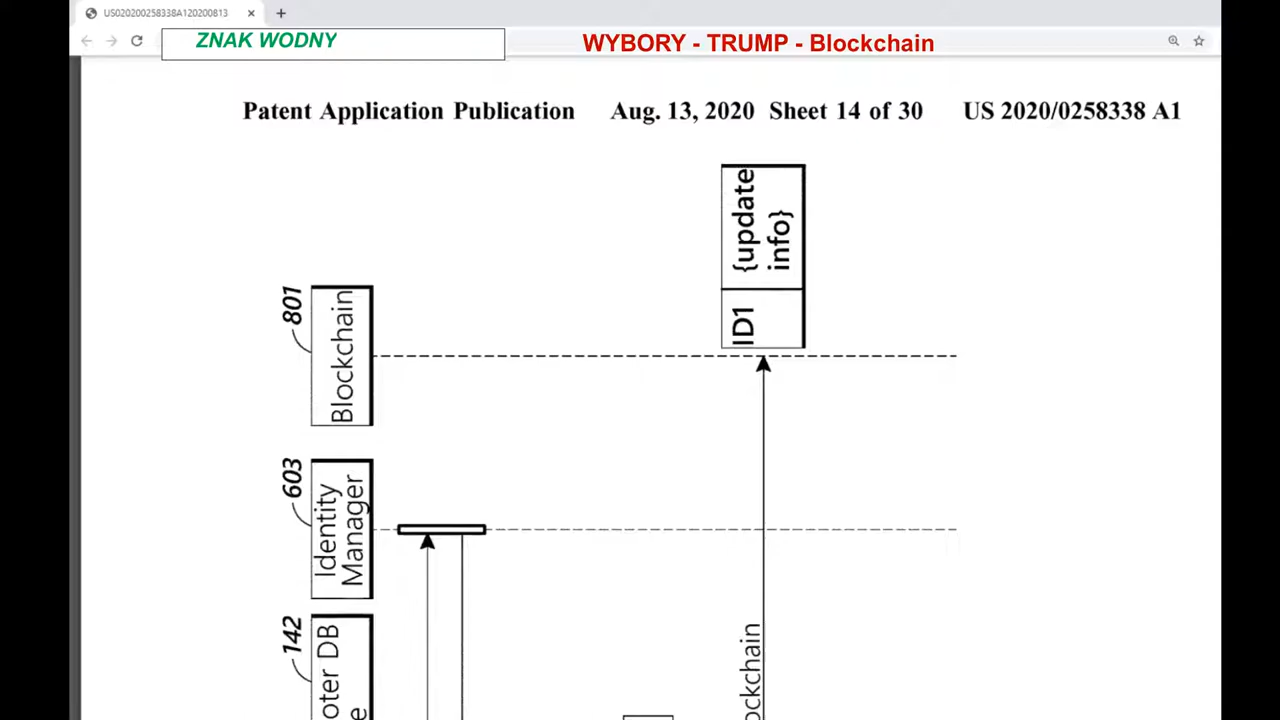 US020200258338A120200813
ZNAK WODNY
WYBORY - TRUMP - Blockchain
Patent Application Publication Aug. 13, 2020 Sheet 14 of 30 US 2020/0258338 A1
ID1 {update info}
801
Blockchain
603
Identity
Manager
142
oter DB
e
ockchain